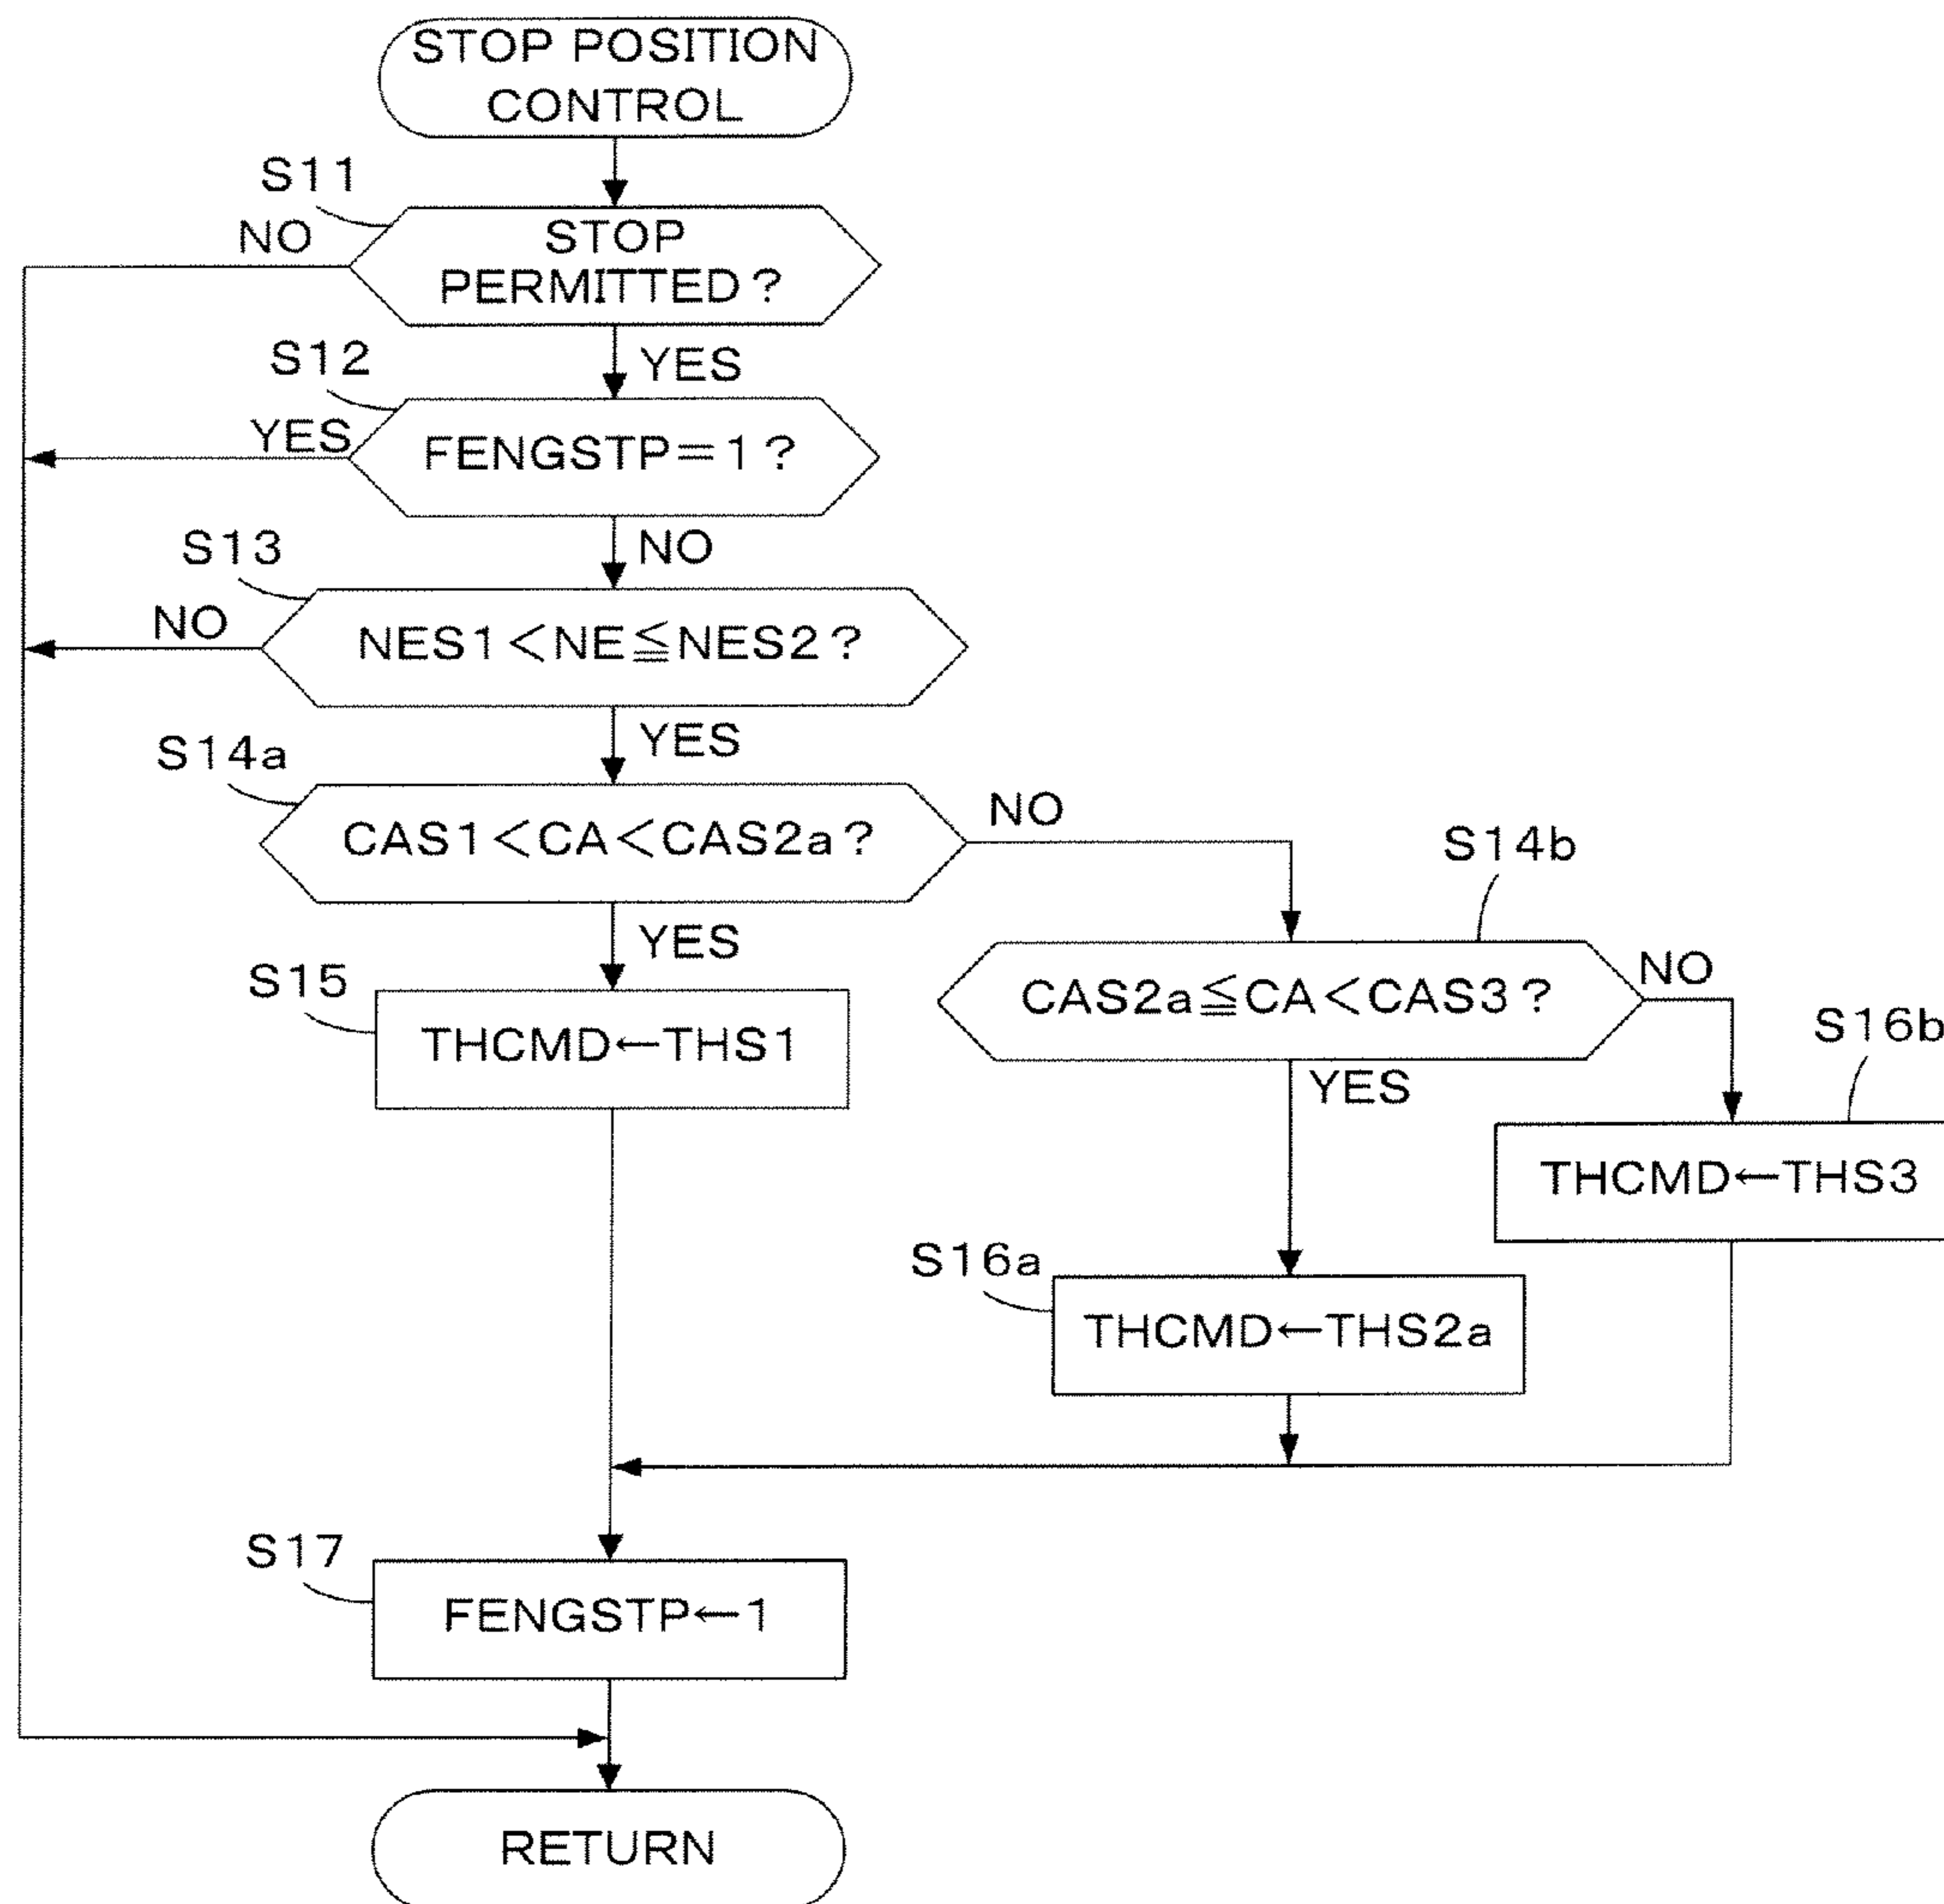 STOP POSITION
CONTROL
S11
NO
STOP
PERMITTED?
YES
S12
YES
FENGSTP=1?
NO
S13
NO
NES1<NE≦NES2?
YES
S14a
CAS1<CA<CAS2a?
NO
YES
S14b
CAS2a≦CA<CAS3?
NO
YES
S15
THCMD←THS1
S16b
THCMD←THS3
S16a
THCMD←THS2a
S17
FENGSTP←1
RETURN